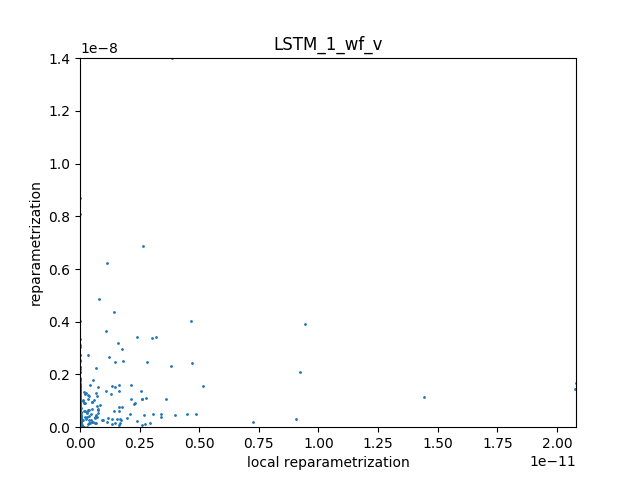 LSTM_1_wf_v
1e−8
1.4
1.2
1.0
0.8
0.6
0.4
0.2
0.0
reparametrization
0.00 0.25 0.50 0.75 1.00 1.25 1.50 1.75 2.00
local reparametrization
1e−11